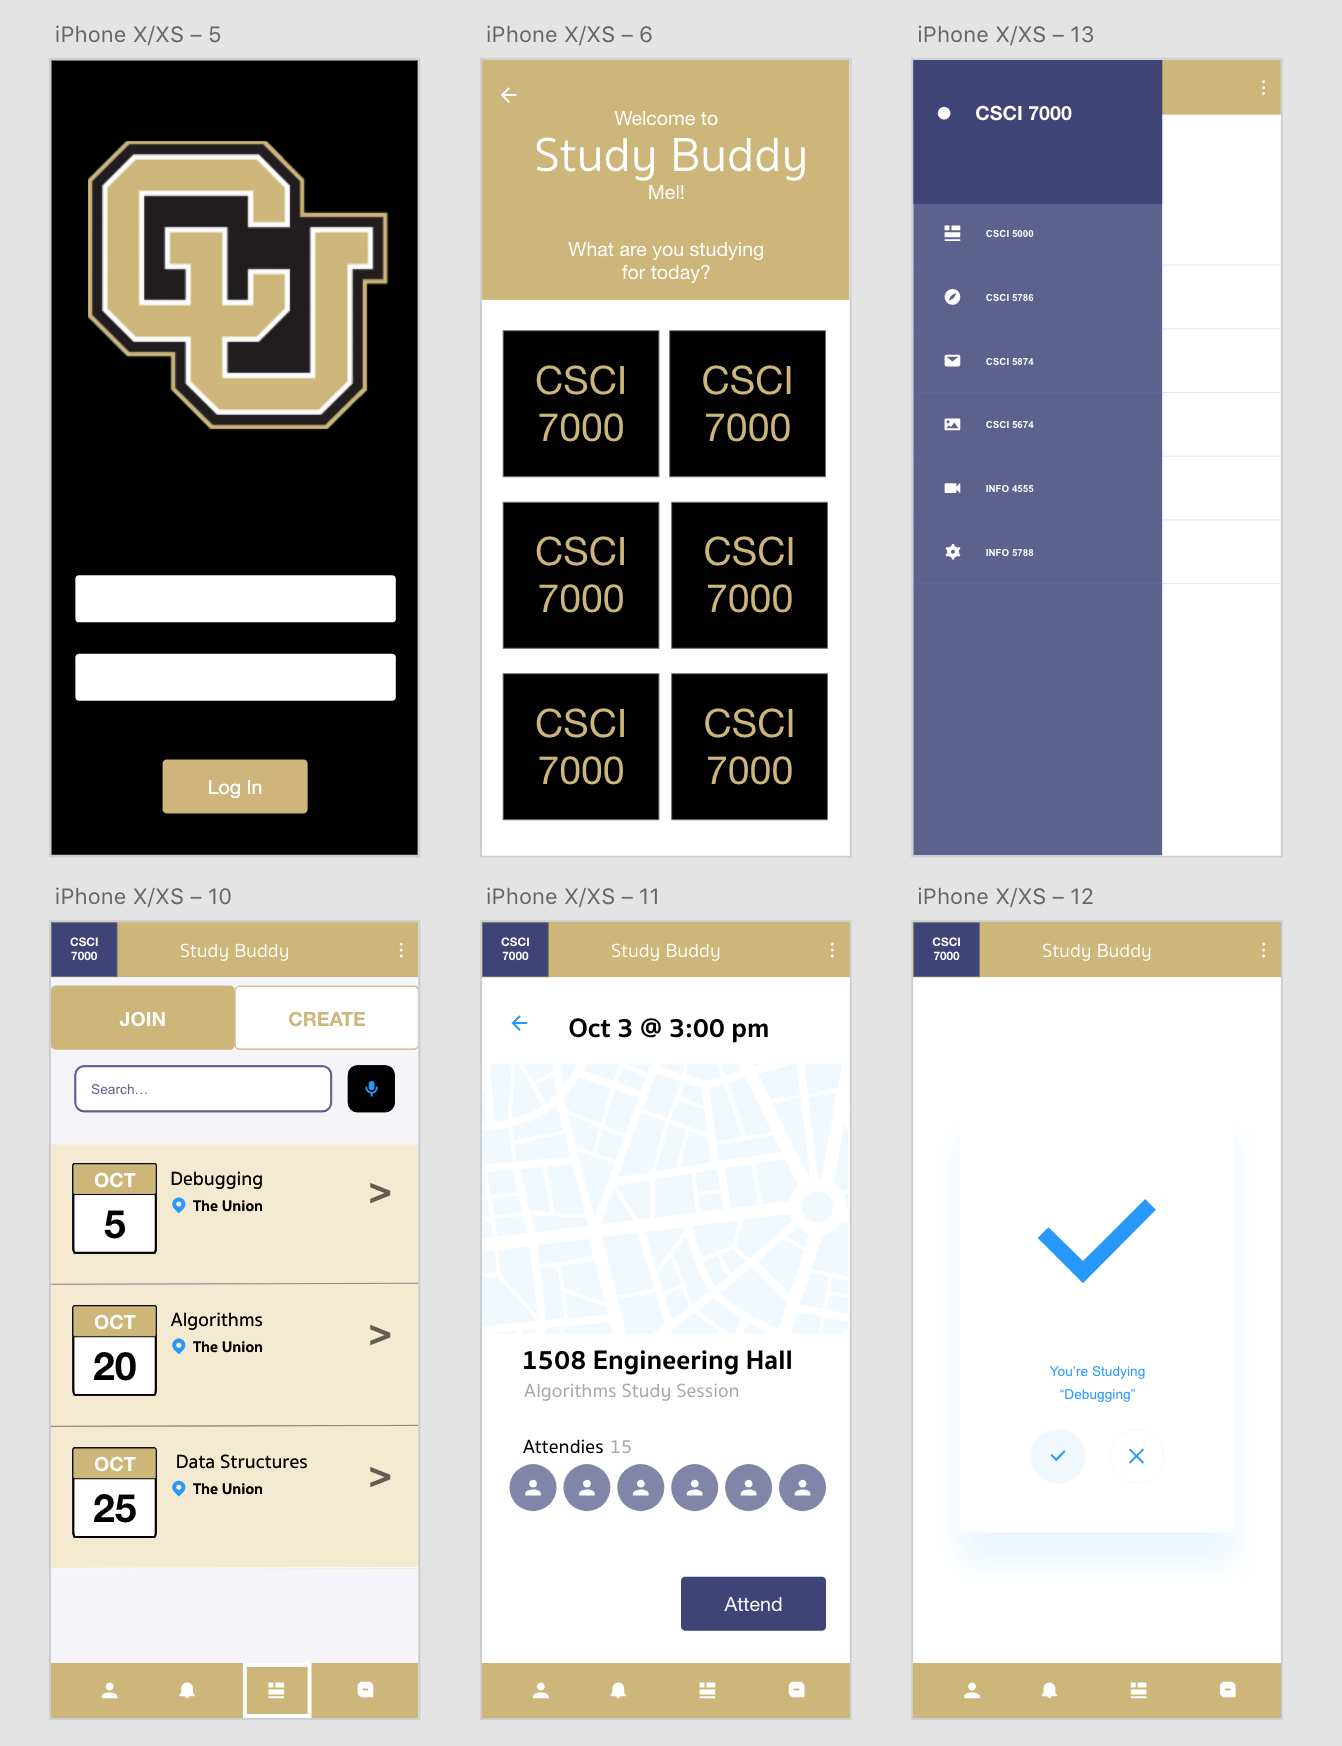 iPhone X/XS – 5
CU
Log In
iPhone X/XS – 6
Welcome to
Study Buddy
Mel!
What are you studying
for today?
CSCI
7000
CSCI
7000
CSCI
7000
CSCI
7000
CSCI
7000
CSCI
7000
iPhone X/XS – 13
CSCI 7000
CSCI 5000
CSCI 5786
CSCI 5874
CSCI 5674
INFO 4555
INFO 5788
iPhone X/XS – 10
CSCI
7000
Study Buddy
JOIN
CREATE
Search...
OCT
5
Debugging
The Union
>
OCT
20
Algorithms
The Union
>
OCT
25
Data Structures
The Union
>
iPhone X/XS – 11
CSCI
7000
Study Buddy
Oct 3 @ 3:00 pm
1508 Engineering Hall
Algorithms Study Session
Attendies 15
Attend
iPhone X/XS – 12
CSCI
7000
Study Buddy
You're Studying
“Debugging”